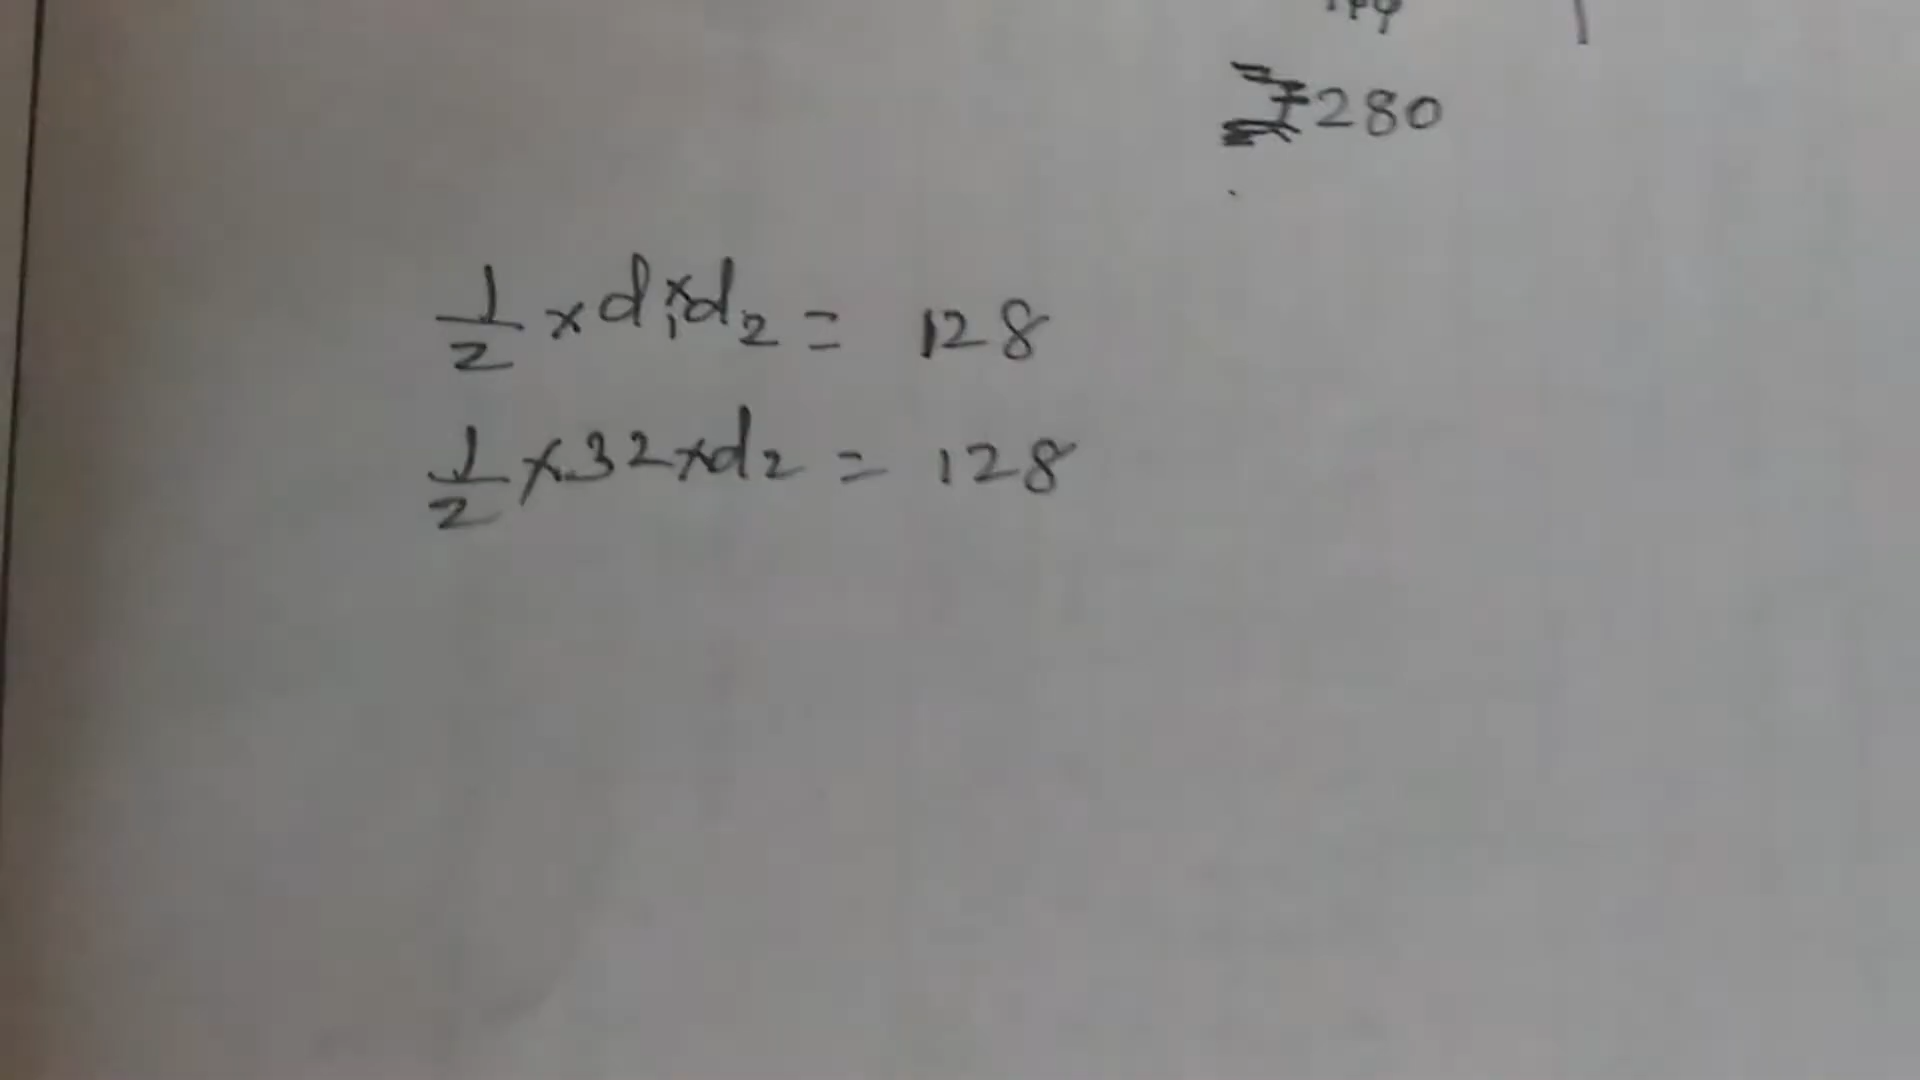 280
1/2 × d1 × d2 = 128
1/2 × 32 × d2 = 128